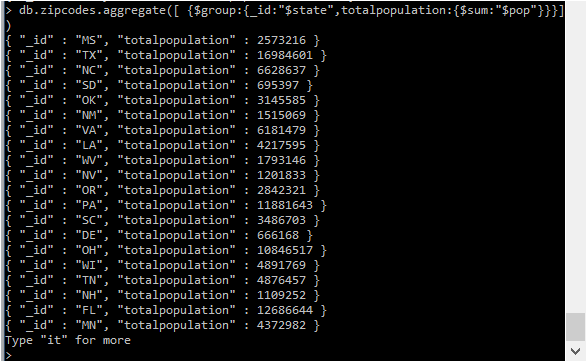 > db.zipcodes.aggregate([ {$group:{_id:"$state",totalpopulation:{$sum:"$pop"}}}]
)
{ "_id" : "MS", "totalpopulation" : 2573216 }
{ "_id" : "TX", "totalpopulation" : 16984601 }
{ "_id" : "NC", "totalpopulation" : 6628637 }
{ "_id" : "SD", "totalpopulation" : 695397 }
{ "_id" : "OK", "totalpopulation" : 3145585 }
{ "_id" : "NM", "totalpopulation" : 1515069 }
{ "_id" : "VA", "totalpopulation" : 6181479 }
{ "_id" : "LA", "totalpopulation" : 4217595 }
{ "_id" : "WV", "totalpopulation" : 1793146 }
{ "_id" : "NV", "totalpopulation" : 1201833 }
{ "_id" : "OR", "totalpopulation" : 2842321 }
{ "_id" : "PA", "totalpopulation" : 11881643 }
{ "_id" : "SC", "totalpopulation" : 3486703 }
{ "_id" : "DE", "totalpopulation" : 666168 }
{ "_id" : "OH", "totalpopulation" : 10846517 }
{ "_id" : "WI", "totalpopulation" : 4891769 }
{ "_id" : "TN", "totalpopulation" : 4876457 }
{ "_id" : "NH", "totalpopulation" : 1109252 }
{ "_id" : "FL", "totalpopulation" : 12686644 }
{ "_id" : "MN", "totalpopulation" : 4372982 }
Type "it" for more
>